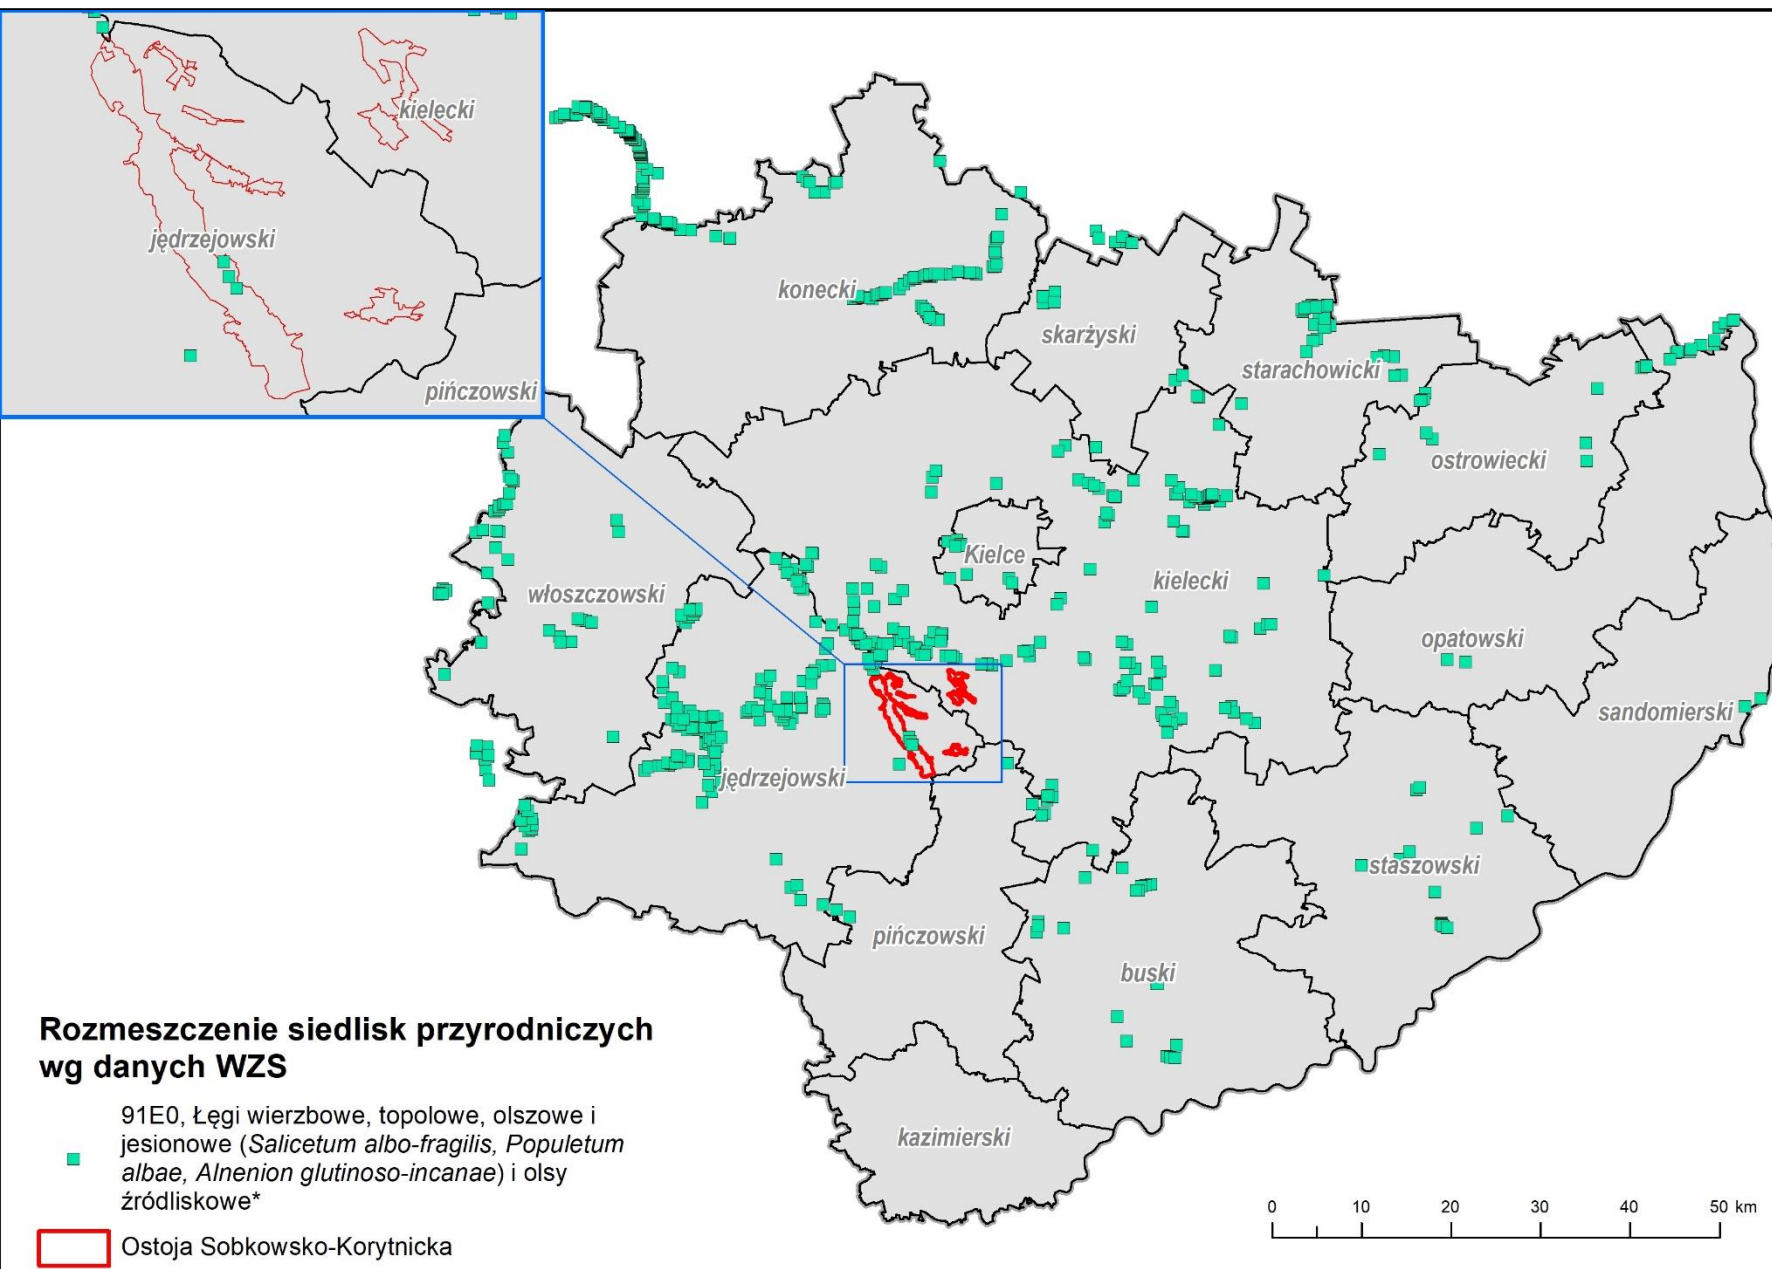 kielecki
jędrzejowski
pińczowski
konecki
skarżyski
starachowicki
ostrowiecki
Kielce
kielecki
włoszczowski
opatowski
sandomierski
jędrzejowski
staszowski
pińczowski
buski
kazimierski
Rozmeszczenie siedlisk przyrodniczych
wg danych WZS
91E0, Łęgi wierzbowe, topolowe, olszowe i
jesionowe (Salicetum albo-fragilis, Populetum
albae, Alnenion glutinoso-incanae) i olsy
źródliskowe*
Ostoja Sobkowsko-Korytnicka
0 10 20 30 40 50 km